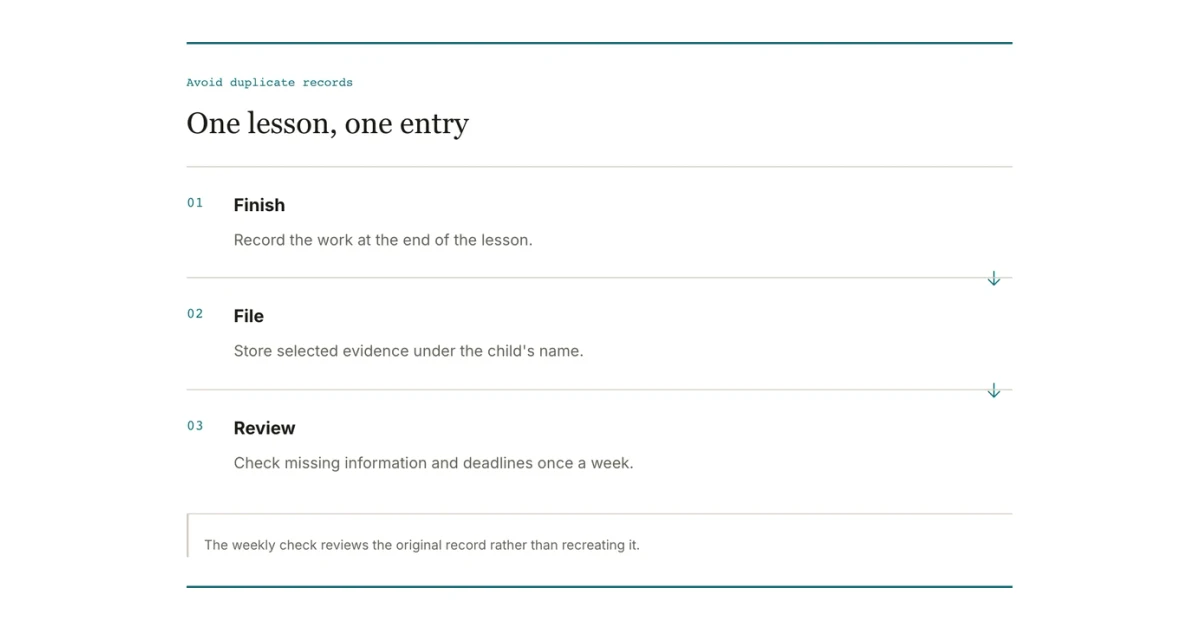 Avoid duplicate records
One lesson, one entry
01
Finish
Record the work at the end of the lesson.
02
File
Store selected evidence under the child's name.
03
Review
Check missing information and deadlines once a week.
The weekly check reviews the original record rather than recreating it.